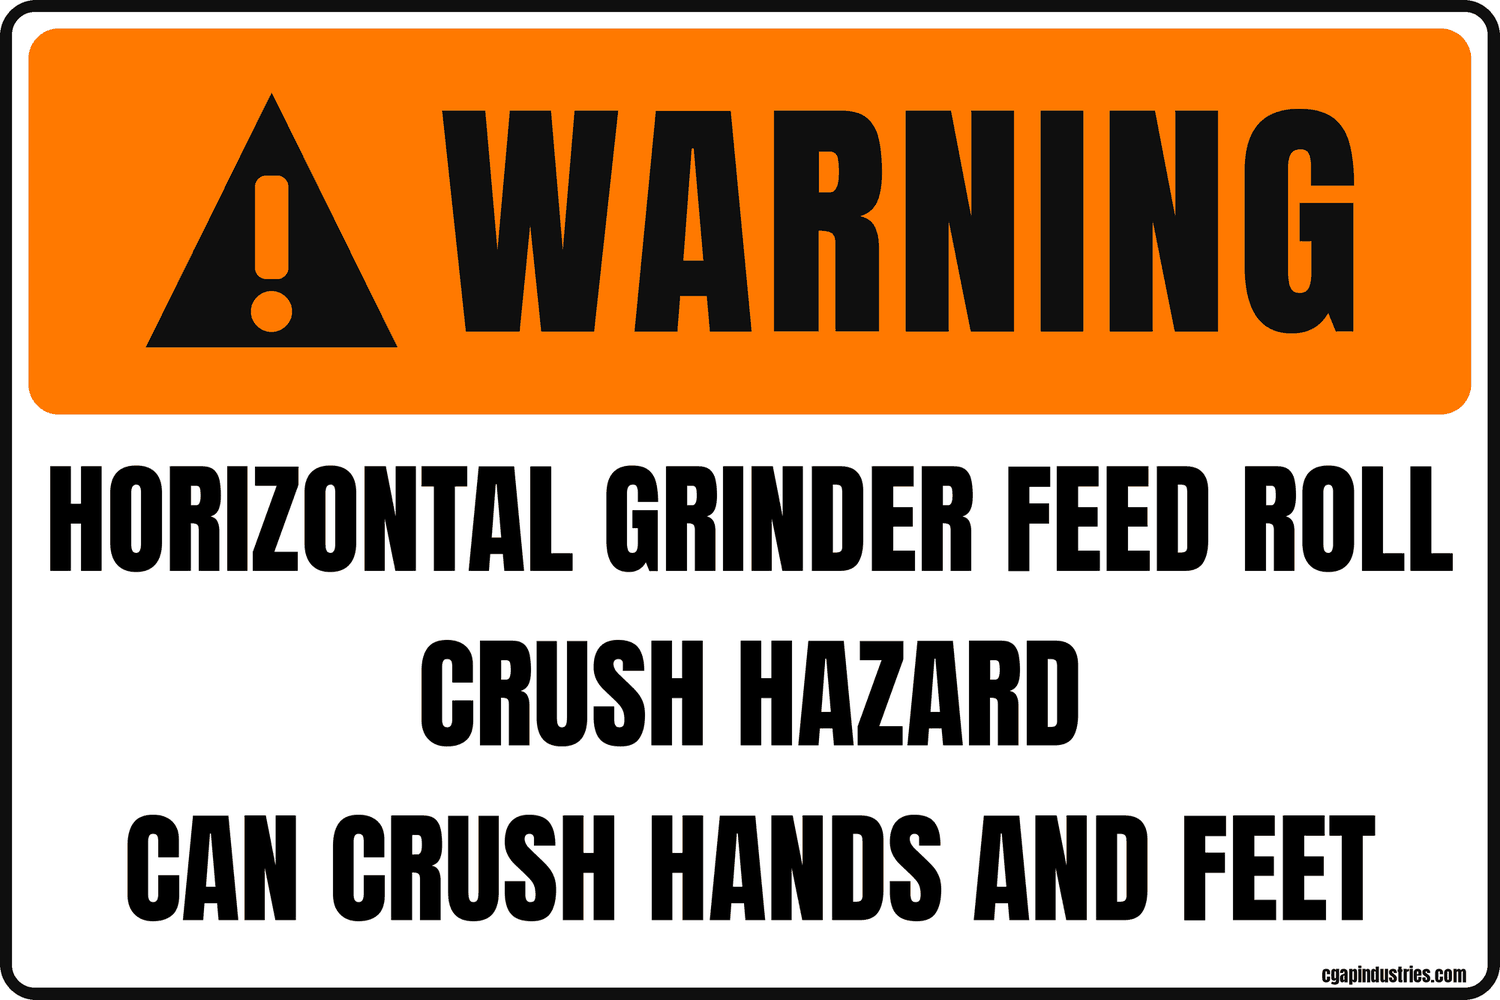 WARNING
HORIZONTAL GRINDER FEED ROLL
CRUSH HAZARD
CAN CRUSH HANDS AND FEET
cgapindustries.com